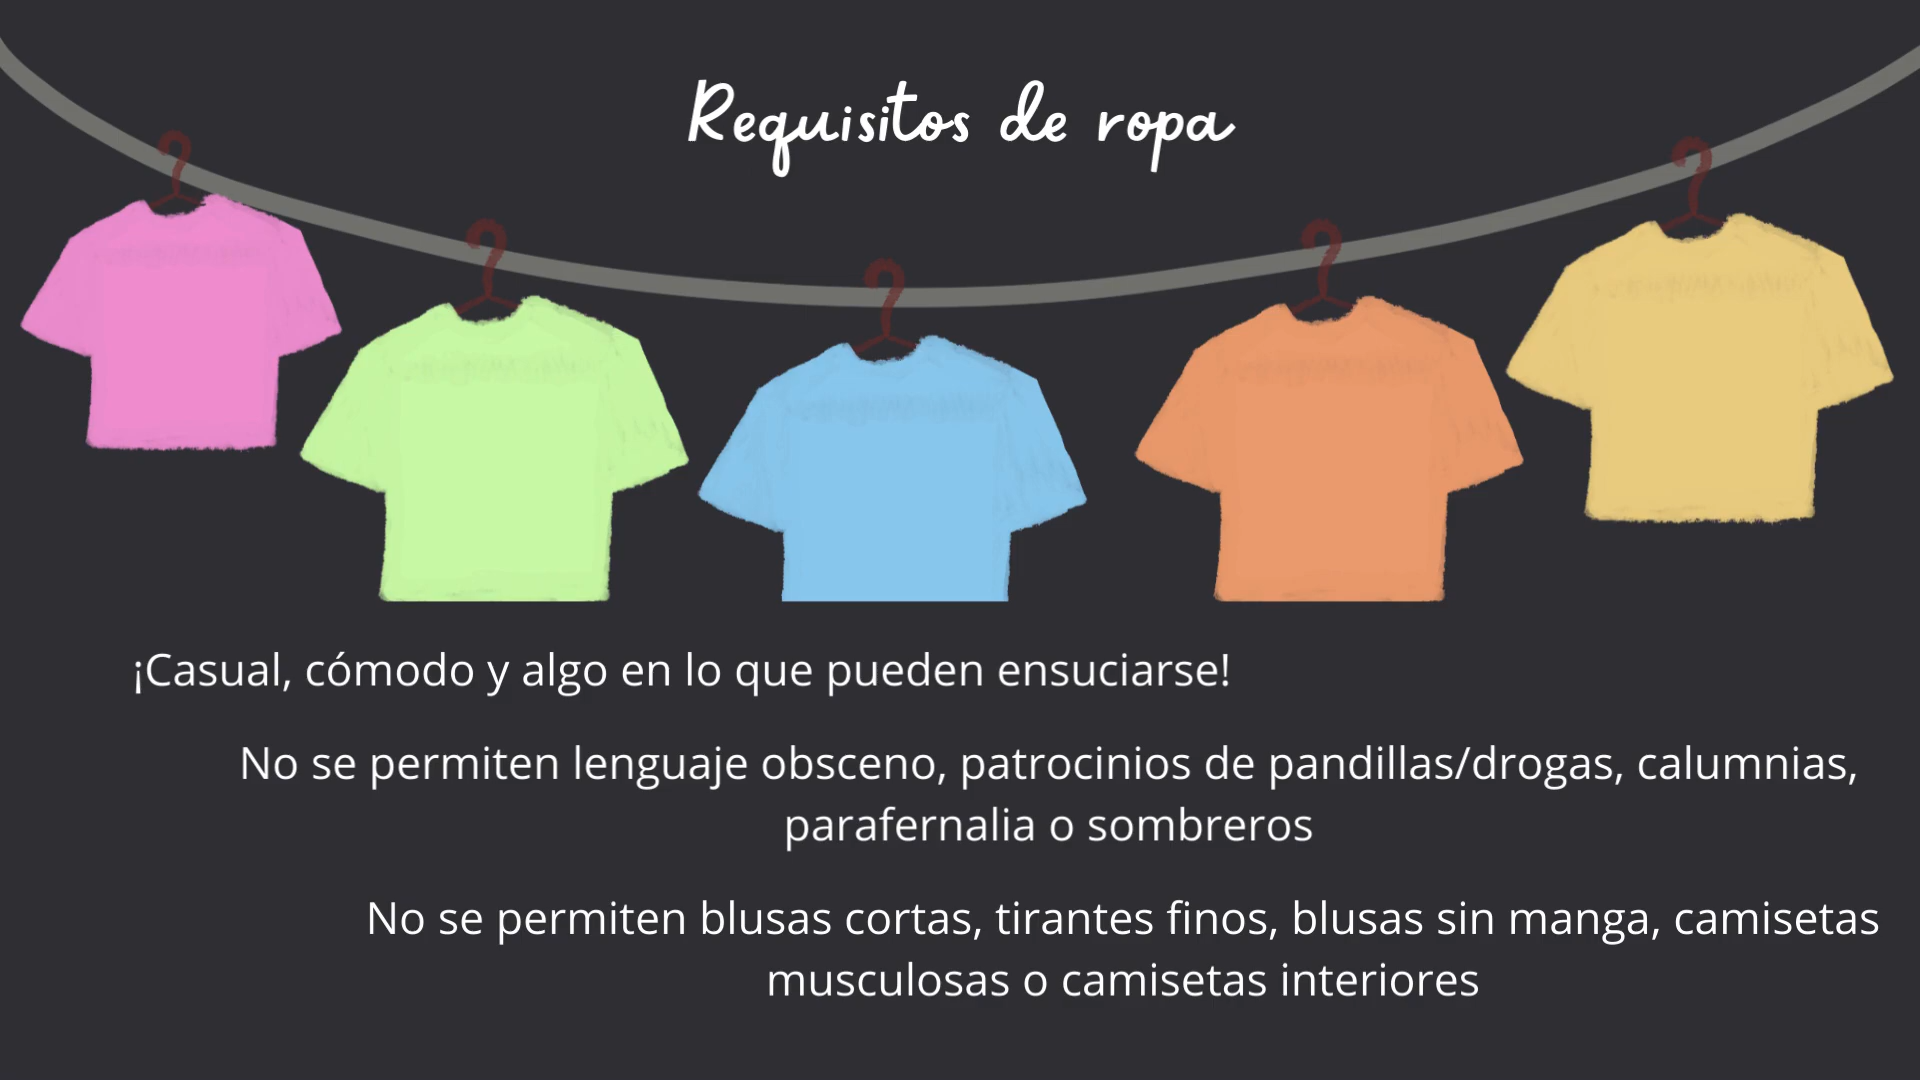 Requisitos de ropa
¡Casual, cómodo y algo en lo que pueden ensuciarse!
No se permiten lenguaje obsceno, patrocinios de pandillas/drogas, calumnias,
parafernalia o sombreros
No se permiten blusas cortas, tirantes finos, blusas sin manga, camisetas
musculosas o camisetas interiores